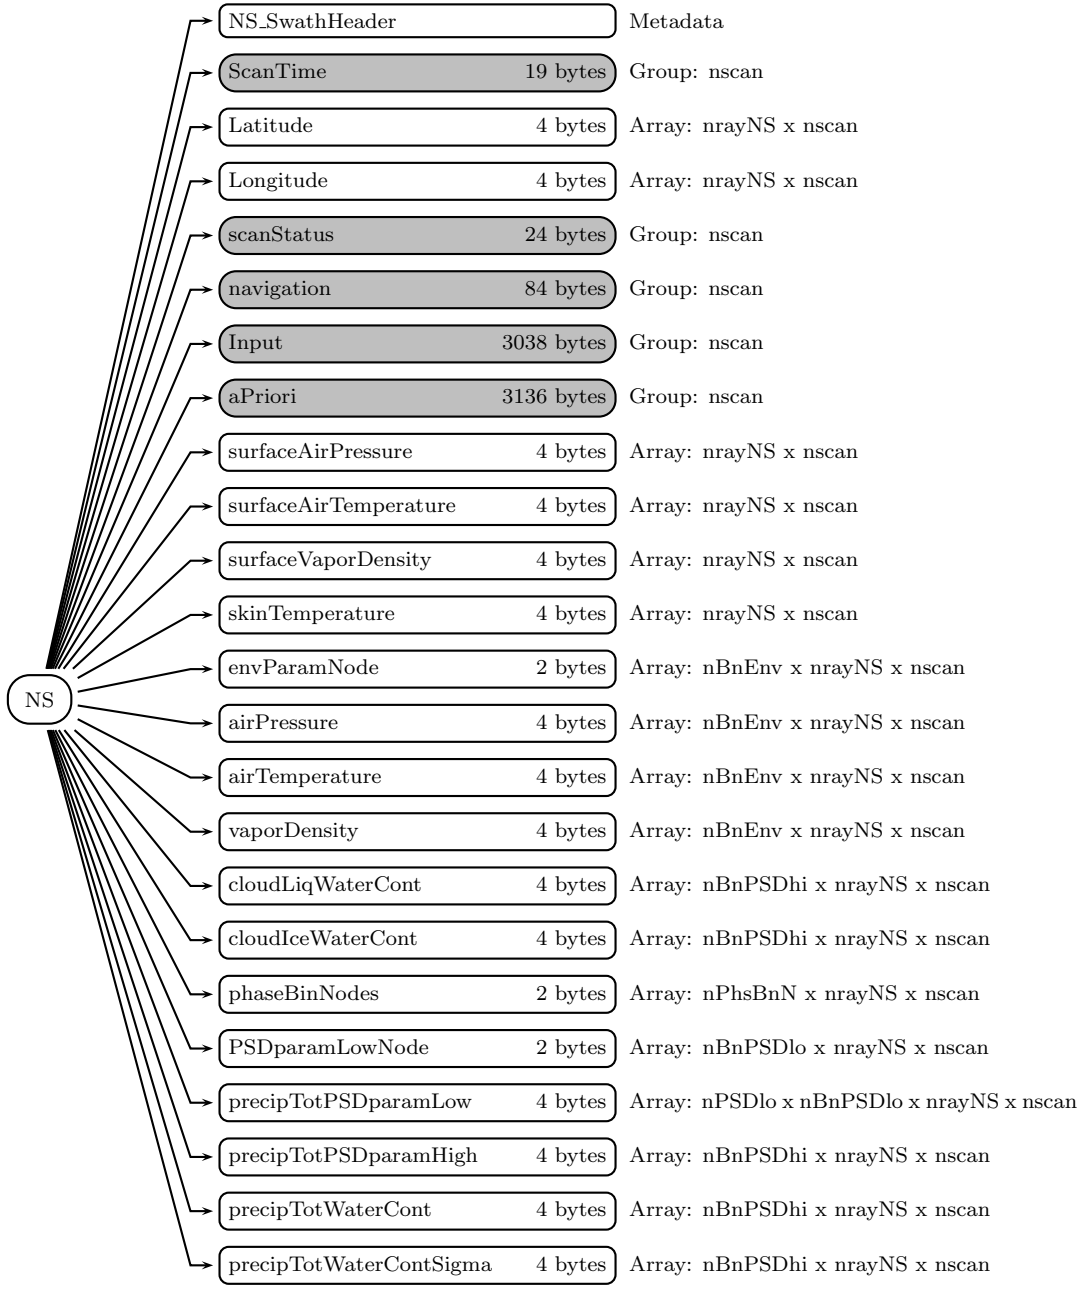 NS_SwathHeader Metadata
ScanTime 19 bytes Group: nscan
Latitude 4 bytes Array: nrayNS x nscan
Longitude 4 bytes Array: nrayNS x nscan
scanStatus 24 bytes Group: nscan
navigation 84 bytes Group: nscan
Input 3038 bytes Group: nscan
aPriori 3136 bytes Group: nscan
surfaceAirPressure 4 bytes Array: nrayNS x nscan
surfaceAirTemperature 4 bytes Array: nrayNS x nscan
surfaceVaporDensity 4 bytes Array: nrayNS x nscan
skinTemperature 4 bytes Array: nrayNS x nscan
envParamNode 2 bytes Array: nBnEnv x nrayNS x nscan
NS
airPressure 4 bytes Array: nBnEnv x nrayNS x nscan
airTemperature 4 bytes Array: nBnEnv x nrayNS x nscan
vaporDensity 4 bytes Array: nBnEnv x nrayNS x nscan
cloudLiqWaterCont 4 bytes Array: nBnPSDhi x nrayNS x nscan
cloudIceWaterCont 4 bytes Array: nBnPSDhi x nrayNS x nscan
phaseBinNodes 2 bytes Array: nPhsBnN x nrayNS x nscan
PSDparamLowNode 2 bytes Array: nBnPSDlo x nrayNS x nscan
precipTotPSDparamLow 4 bytes Array: nPSDlo x nBnPSDlo x nrayNS x nscan
precipTotPSDparamHigh 4 bytes Array: nBnPSDhi x nrayNS x nscan
precipTotWaterCont 4 bytes Array: nBnPSDhi x nrayNS x nscan
precipTotWaterContSigma 4 bytes Array: nBnPSDhi x nrayNS x nscan